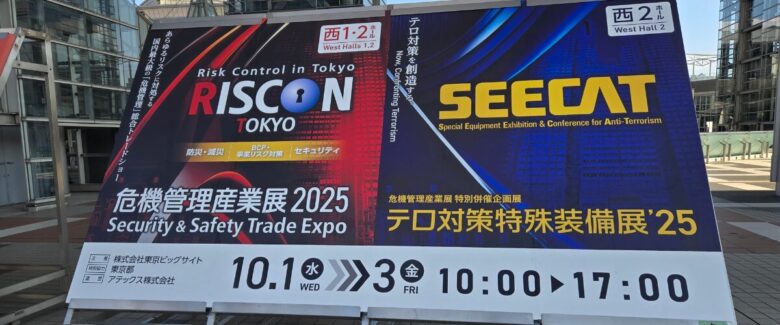 あらゆるリスクに対処する
国内最大級の「危機管理」総合トレードショー
西1・2ホール
West Halls 1,2
Risk Control in Tokyo
RISCON
TOKYO
防災・減災
BCP・事業リスク対策
セキュリティ
危機管理産業展 2025
Security & Safety Trade Expo
テロ対策を創造する
Now, Confronting Terrorism
西2ホール
West Hall 2
SEECAT
Special Equipment Exhibition & Conference for Anti-Terrorism
危機管理産業展 特別併催企画展
テロ対策特殊装備展'25
主催 株式会社東京ビッグサイト
特別協力 東京都
運営 アテックス株式会社
10.1 水 WED 3 金 FRI 10:00 17:00